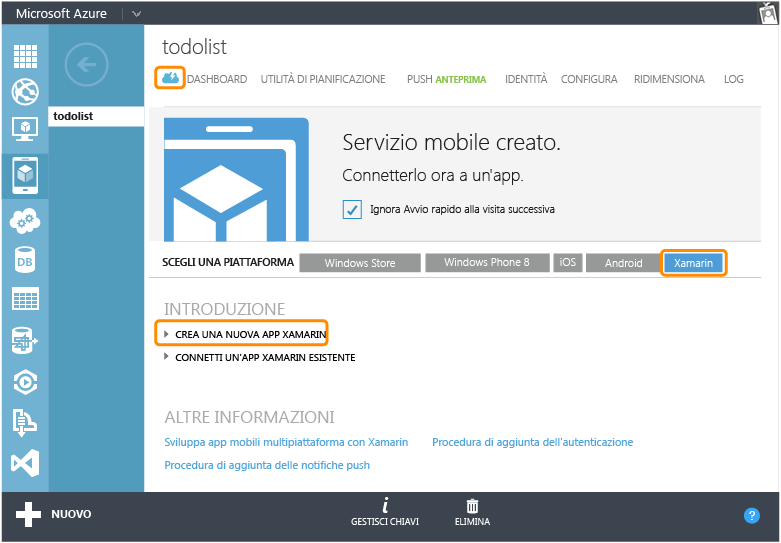 Microsoft Azure
todolist
DASHBOARD UTILITÀ DI PIANIFICAZIONE PUSH ANTEPRIMA IDENTITÀ CONFIGURA RIDIMENSIONA LOG
todolist
Servizio mobile creato.
Connetterlo ora a un'app.
Ignora Avvio rapido alla visita successiva
DB
SCEGLI UNA PIATTAFORMA Windows Store Windows Phone 8 iOS Android Xamarin
INTRODUZIONE
CREA UNA NUOVA APP XAMARIN
CONNETTI UN'APP XAMARIN ESISTENTE
ALTRE INFORMAZIONI
Sviluppa app mobili multipiattaforma con Xamarin Procedura di aggiunta dell'autenticazione
Procedura di aggiunta delle notifiche push
NUOVO
GESTISCI CHIAVI ELIMINA
?